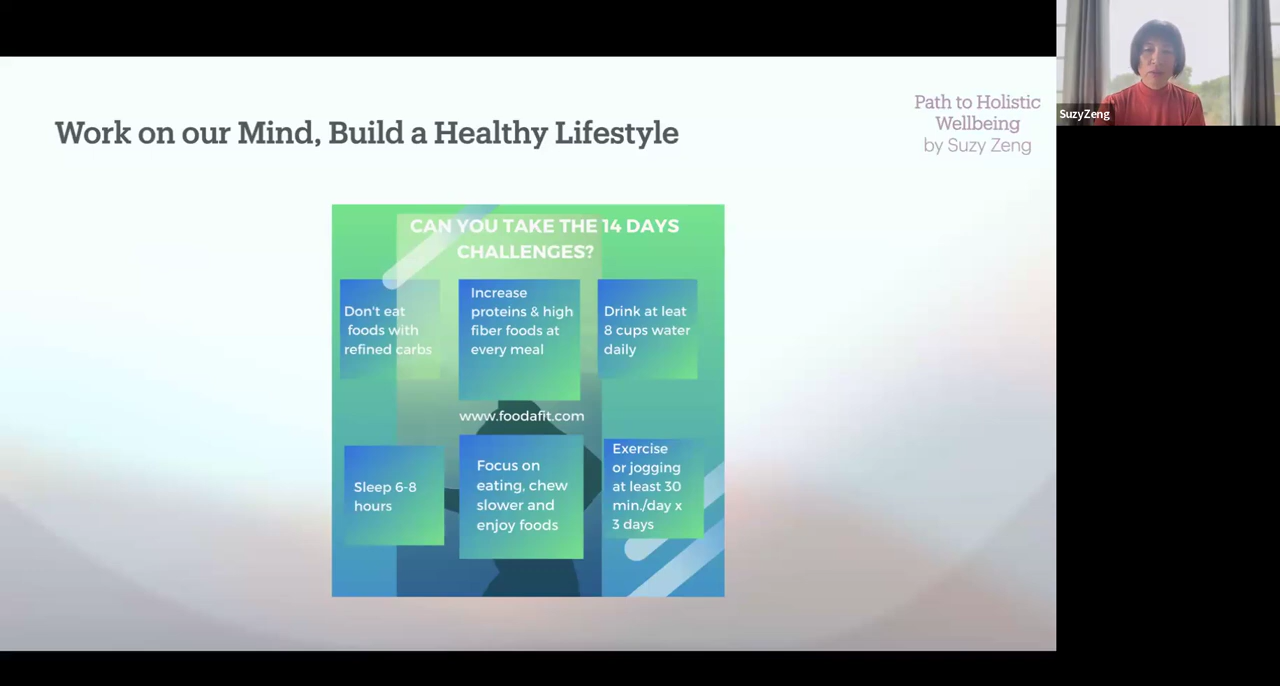 Work on our Mind, Build a Healthy Lifestyle
Path to Holistic
Wellbeing
by Suzy Zeng
SuzyZeng
CAN YOU TAKE THE 14 DAYS
CHALLENGES?
Don't eat
foods with
refined carbs
Increase
proteins & high
fiber foods at
every meal
Drink at leat
8 cups water
daily
www.foodafit.com
Sleep 6-8
hours
Focus on
eating, chew
slower and
enjoy foods
Exercise
or jogging
at least 30
min./day x
3 days